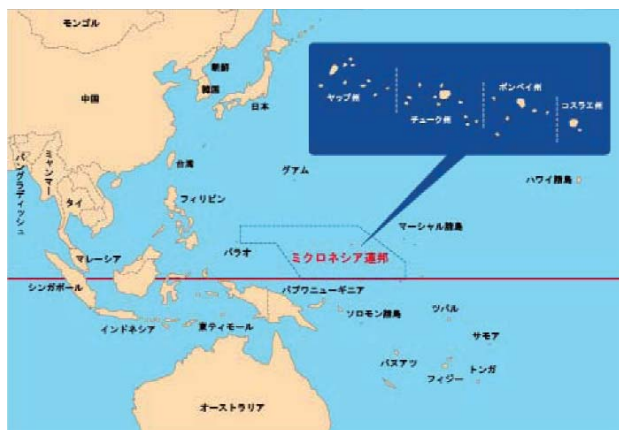 モンゴル
朝鮮
韓国
中国
日本
ヤップ州
チューク州
ポンペイ州
コスラエ州
バングラディッシュ
ミャンマー
タイ
台湾
フィリピン
グアム
ハワイ諸島
マーシャル諸島
パラオ
ミクロネシア連邦
マレーシア
シンガポール
インドネシア
東ティモール
パプワニューギニア
ソロモン諸島
ツバル
サモア
バヌアツ
フィジー
トンガ
オーストラリア